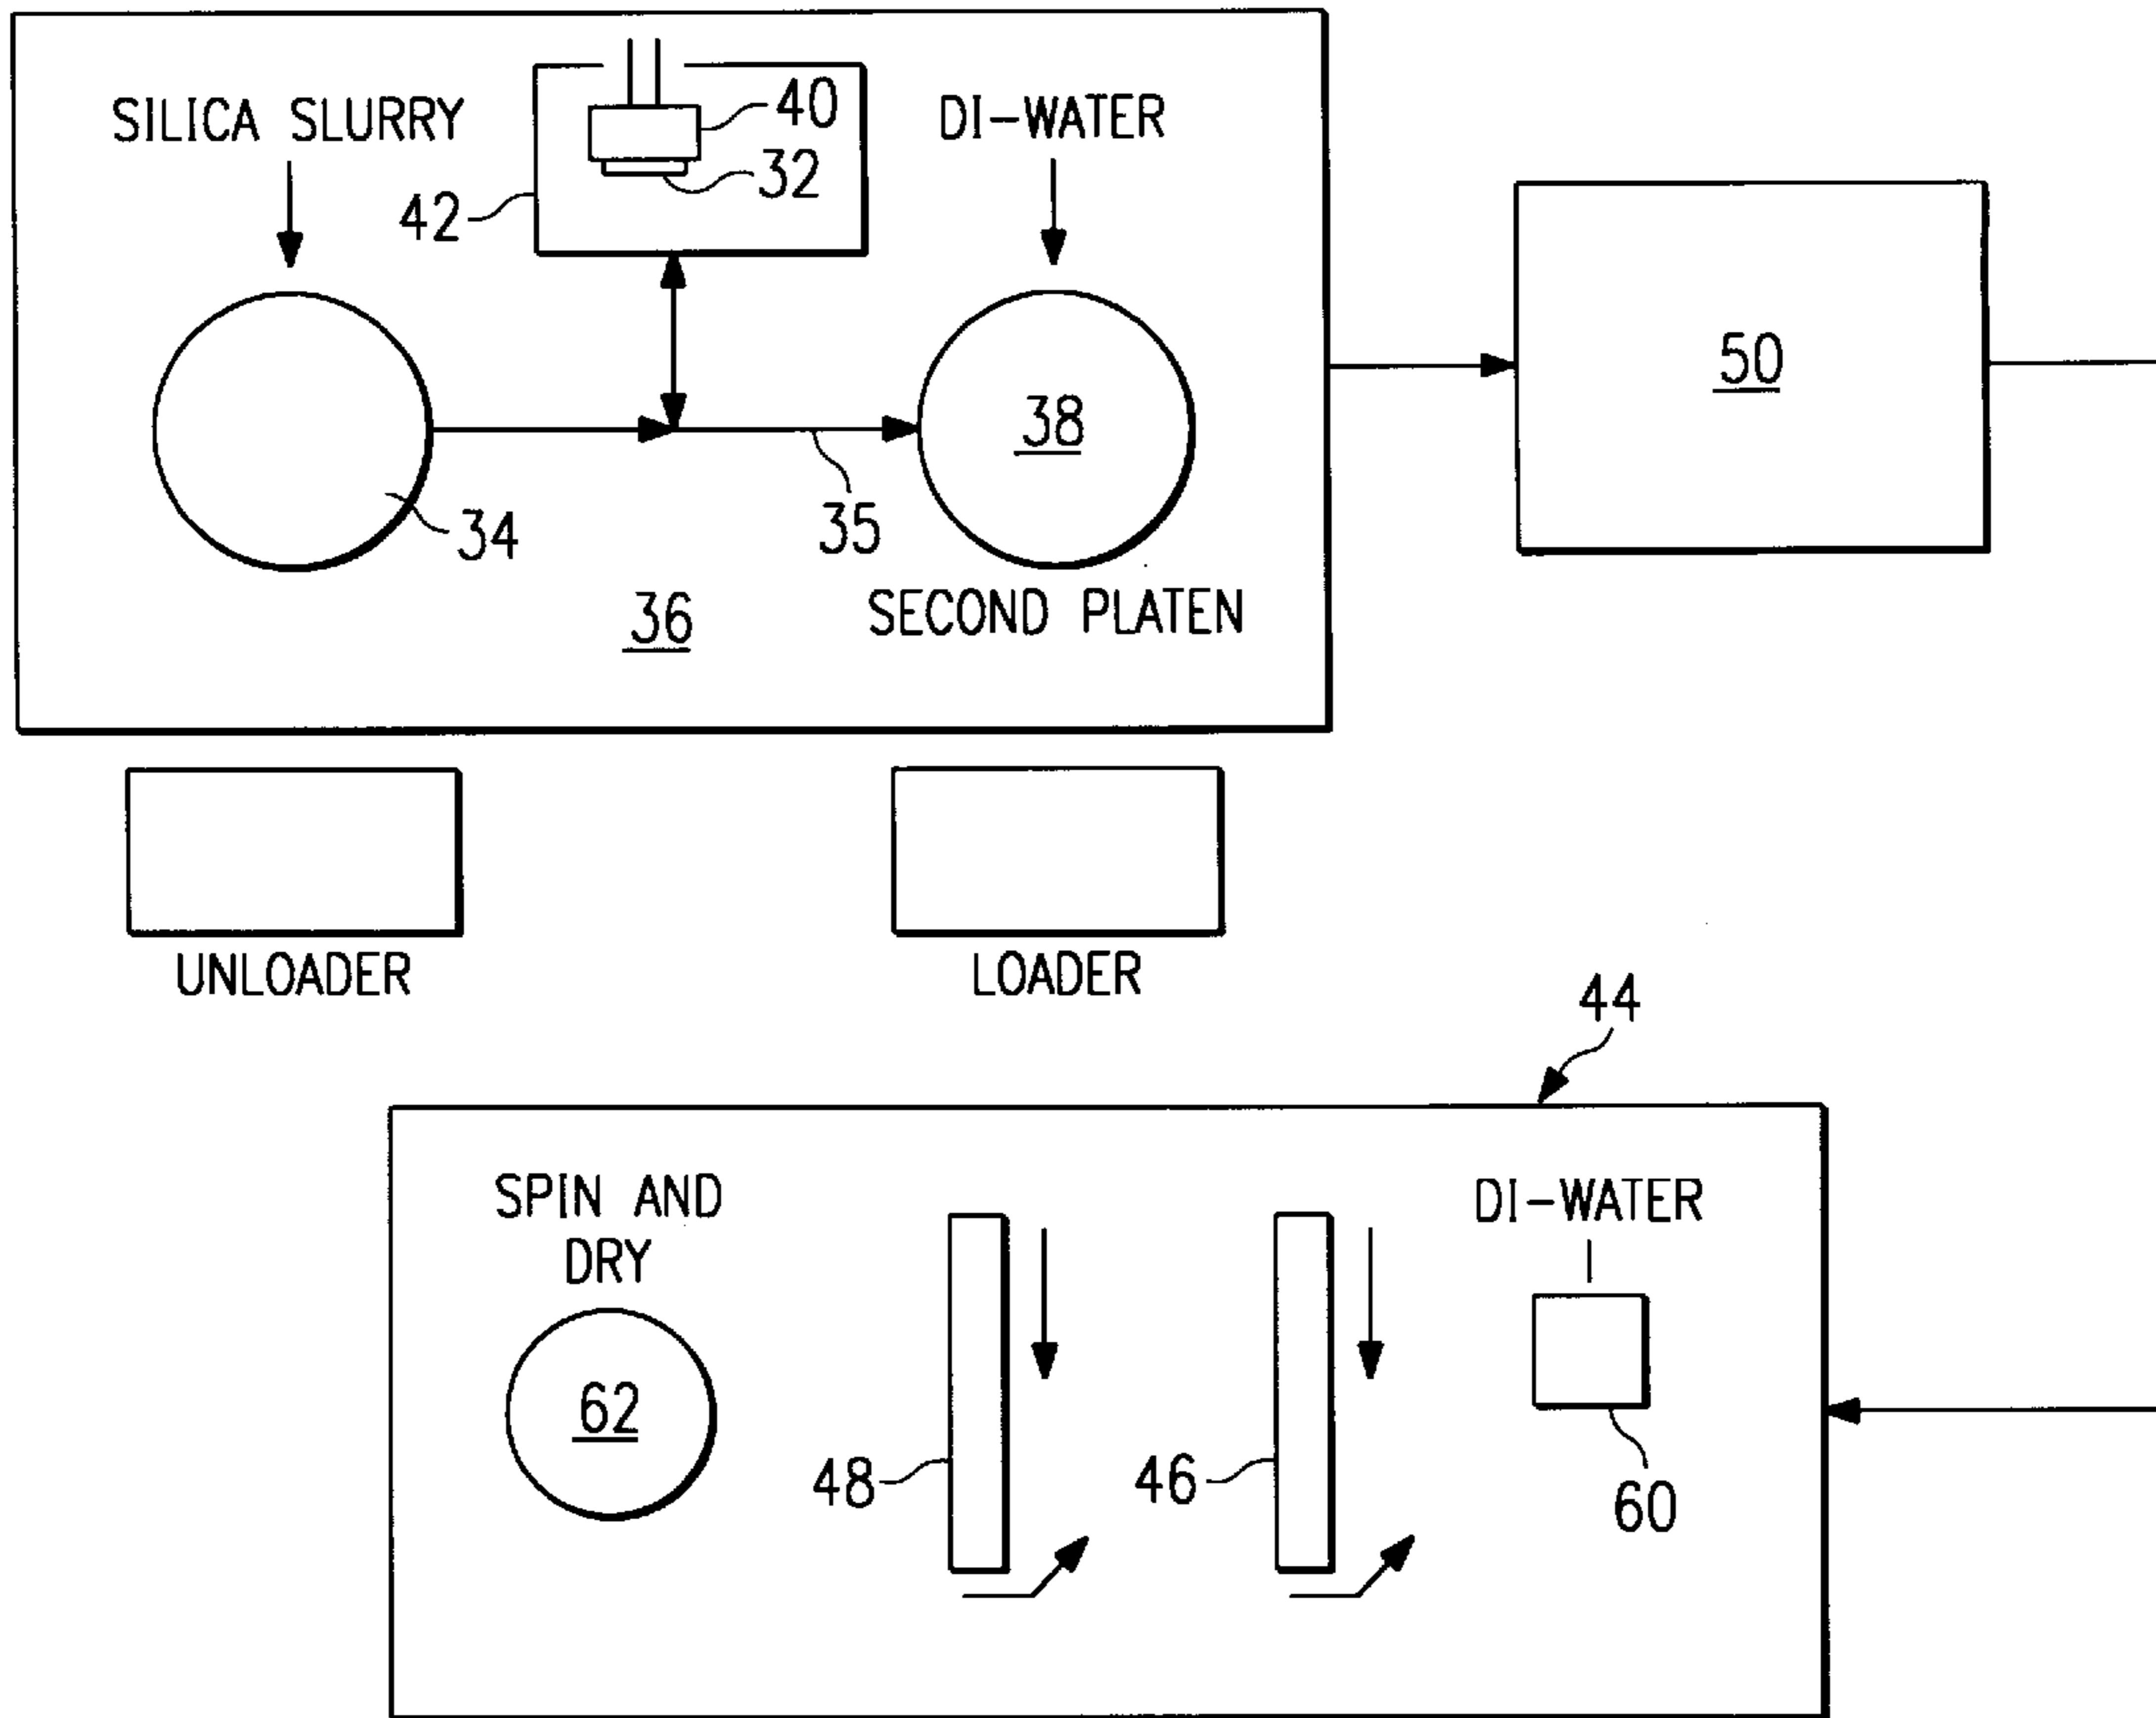 SILICA SLURRY
40
DI-WATER
32
42
50
38
34
35
36
SECOND PLATEN
UNLOADER
LOADER
44
SPIN AND
DRY
DI-WATER
62
48
46
60